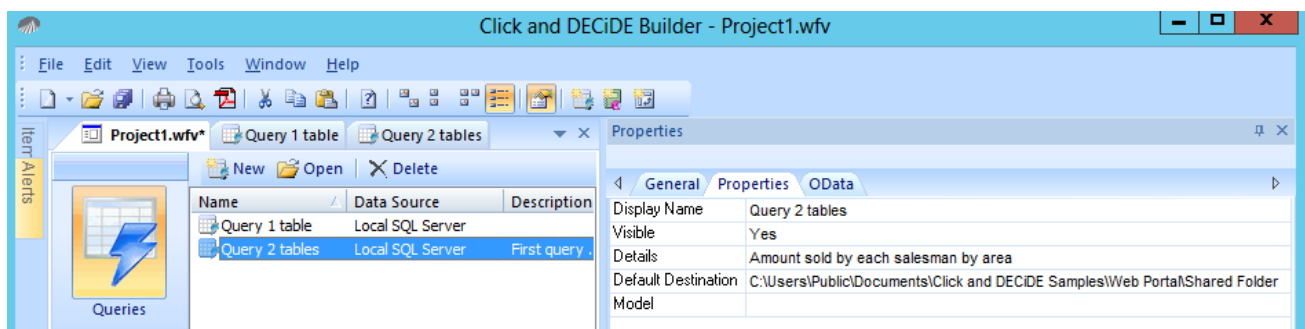 Click and DECiDE Builder - Project1.wfv
File Edit View Tools Window Help
Item Alerts
Project1.wfv* Query 1 table Query 2 tables
New Open Delete
Name Data Source Description
Query 1 table Local SQL Server
Query 2 tables Local SQL Server First query .
Queries
Properties
General Properties OData
Display Name Query 2 tables
Visible Yes
Details Amount sold by each salesman by area
Default Destination C:\Users\Public\Documents\Click and DECiDE Samples\Web Portal\Shared Folder
Model